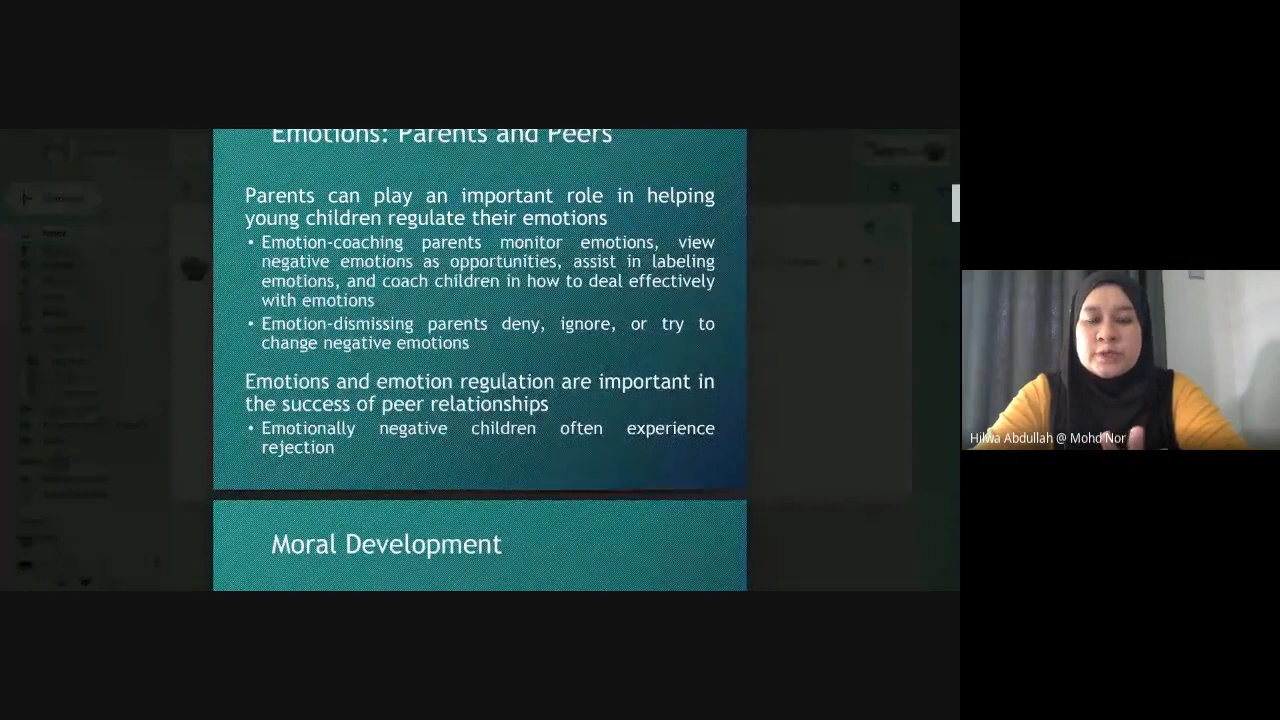 Emotions: Parents and Peers
Parents can play an important role in helping
young children regulate their emotions
• Emotion-coaching parents monitor emotions, view
negative emotions as opportunities, assist in labeling
emotions, and coach children in how to deal effectively
with emotions
• Emotion-dismissing parents deny, ignore, or try to
change negative emotions
Emotions and emotion regulation are important in
the success of peer relationships
• Emotionally negative children often experience
rejection
Moral Development
Hilwa Abdullah @ Mohd Nor